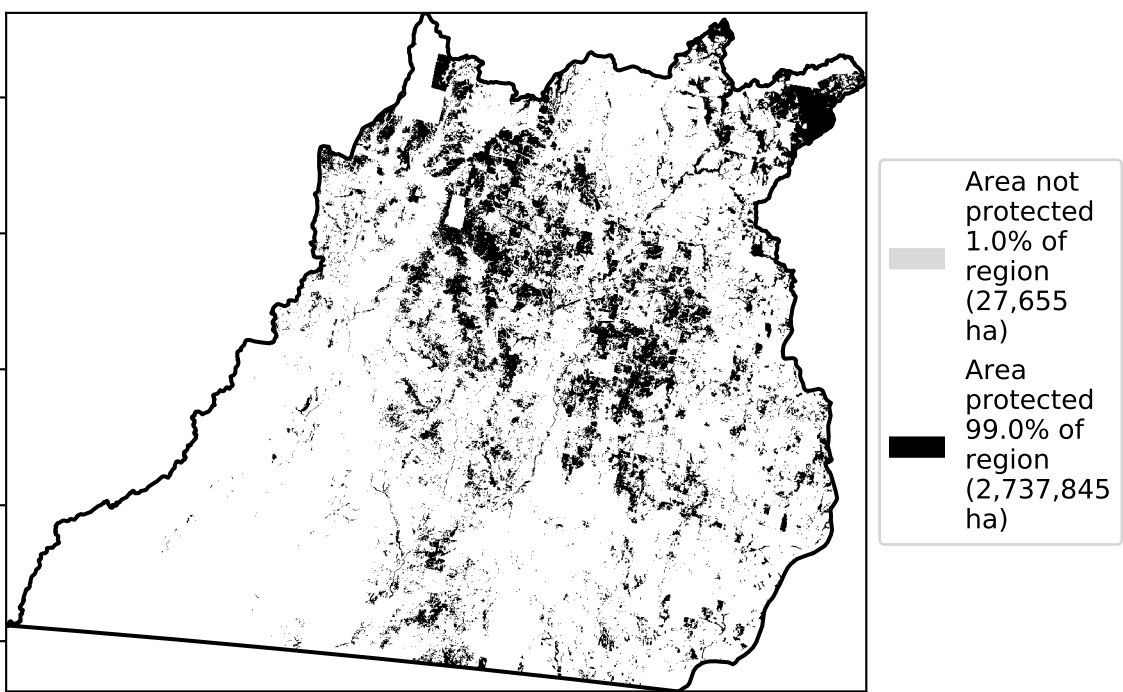 Area not
protected
1.0% of
region
(27,655
ha)
Area
protected
99.0% of
region
(2,737,845
ha)